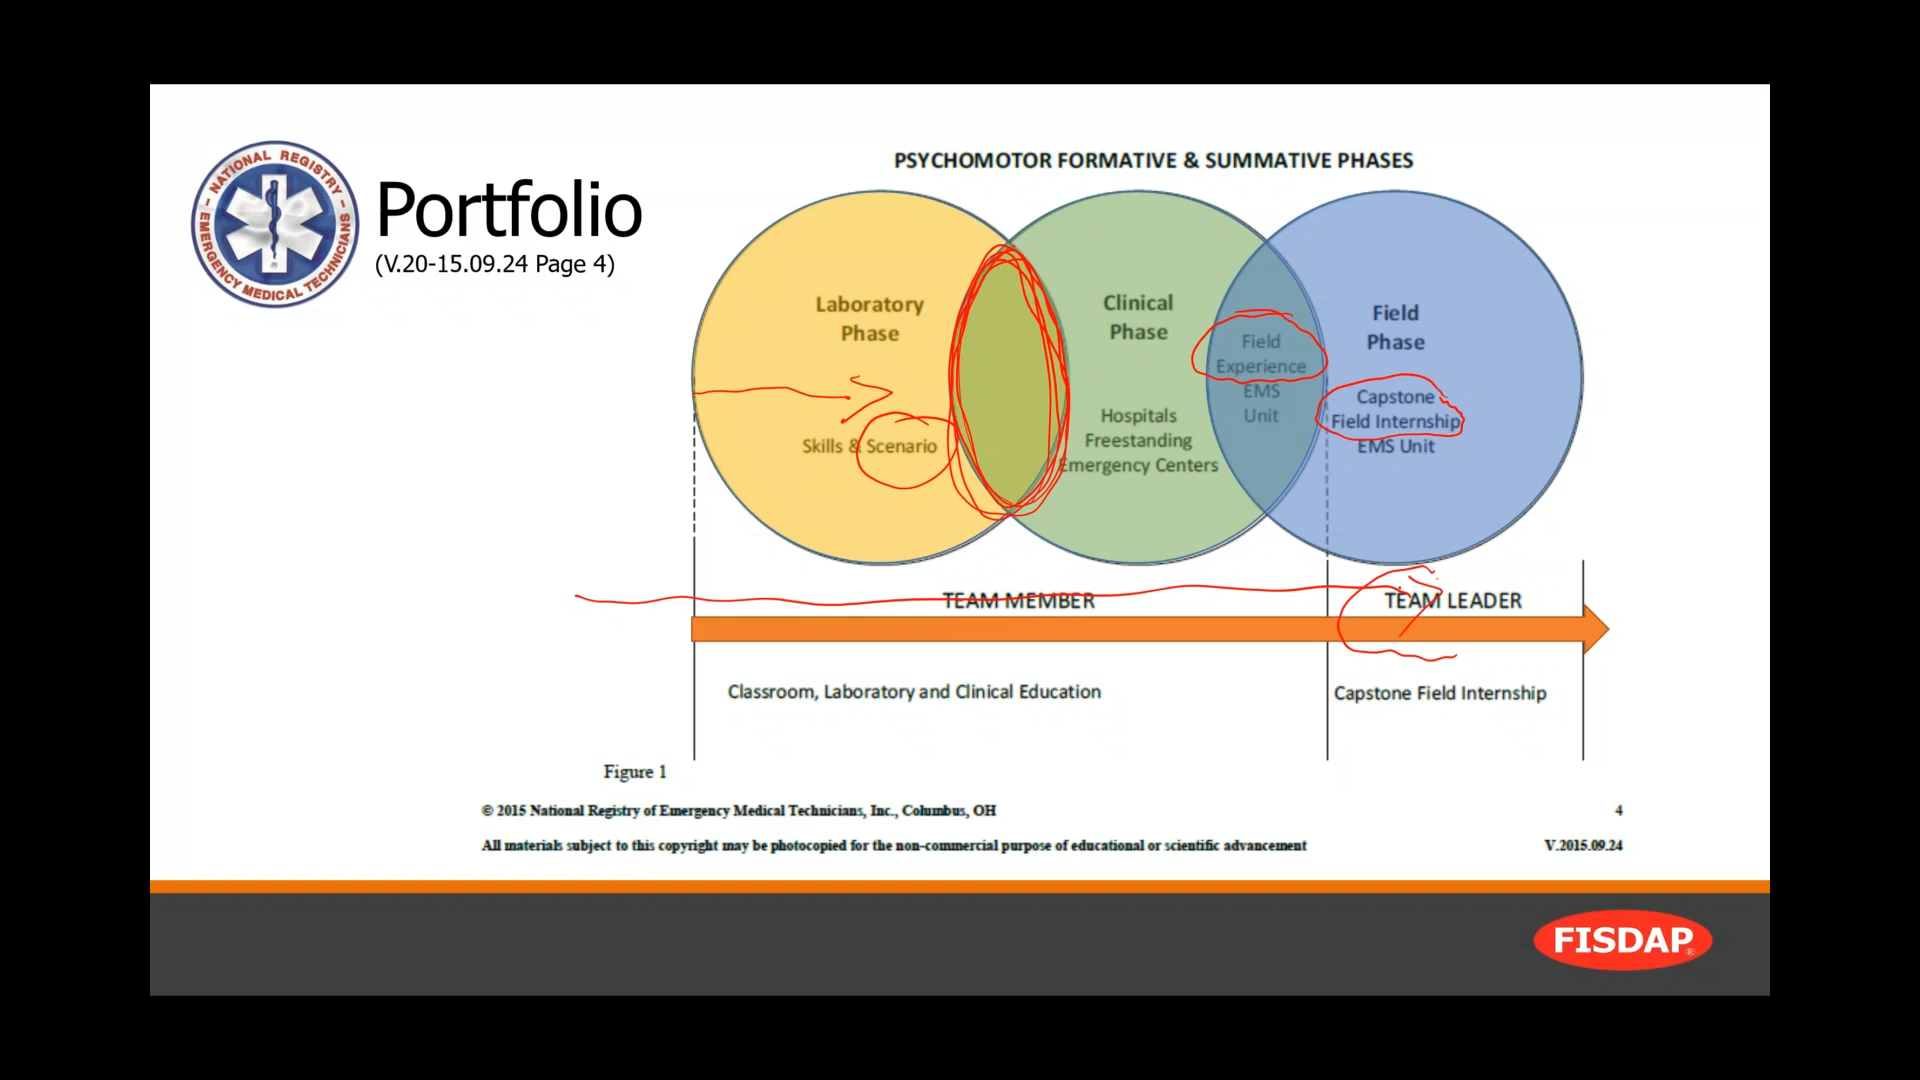 NATIONAL REGISTRY
EMERGENCY MEDICAL TECHNICIANS
®
Portfolio
(V.20-15.09.24 Page 4)
PSYCHOMOTOR FORMATIVE & SUMMATIVE PHASES
Laboratory
Phase
Skills & Scenario
Clinical
Phase
Hospitals
Freestanding
Emergency Centers
Field
Experience
EMS
Unit
Field
Phase
Capstone
Field Internship
EMS Unit
TEAM MEMBER
TEAM LEADER
Classroom, Laboratory and Clinical Education
Capstone Field Internship
Figure 1
© 2015 National Registry of Emergency Medical Technicians, Inc., Columbus, OH
4
All materials subject to this copyright may be photocopied for the non-commercial purpose of educational or scientific advancement
V.2015.09.24
FISDAP®